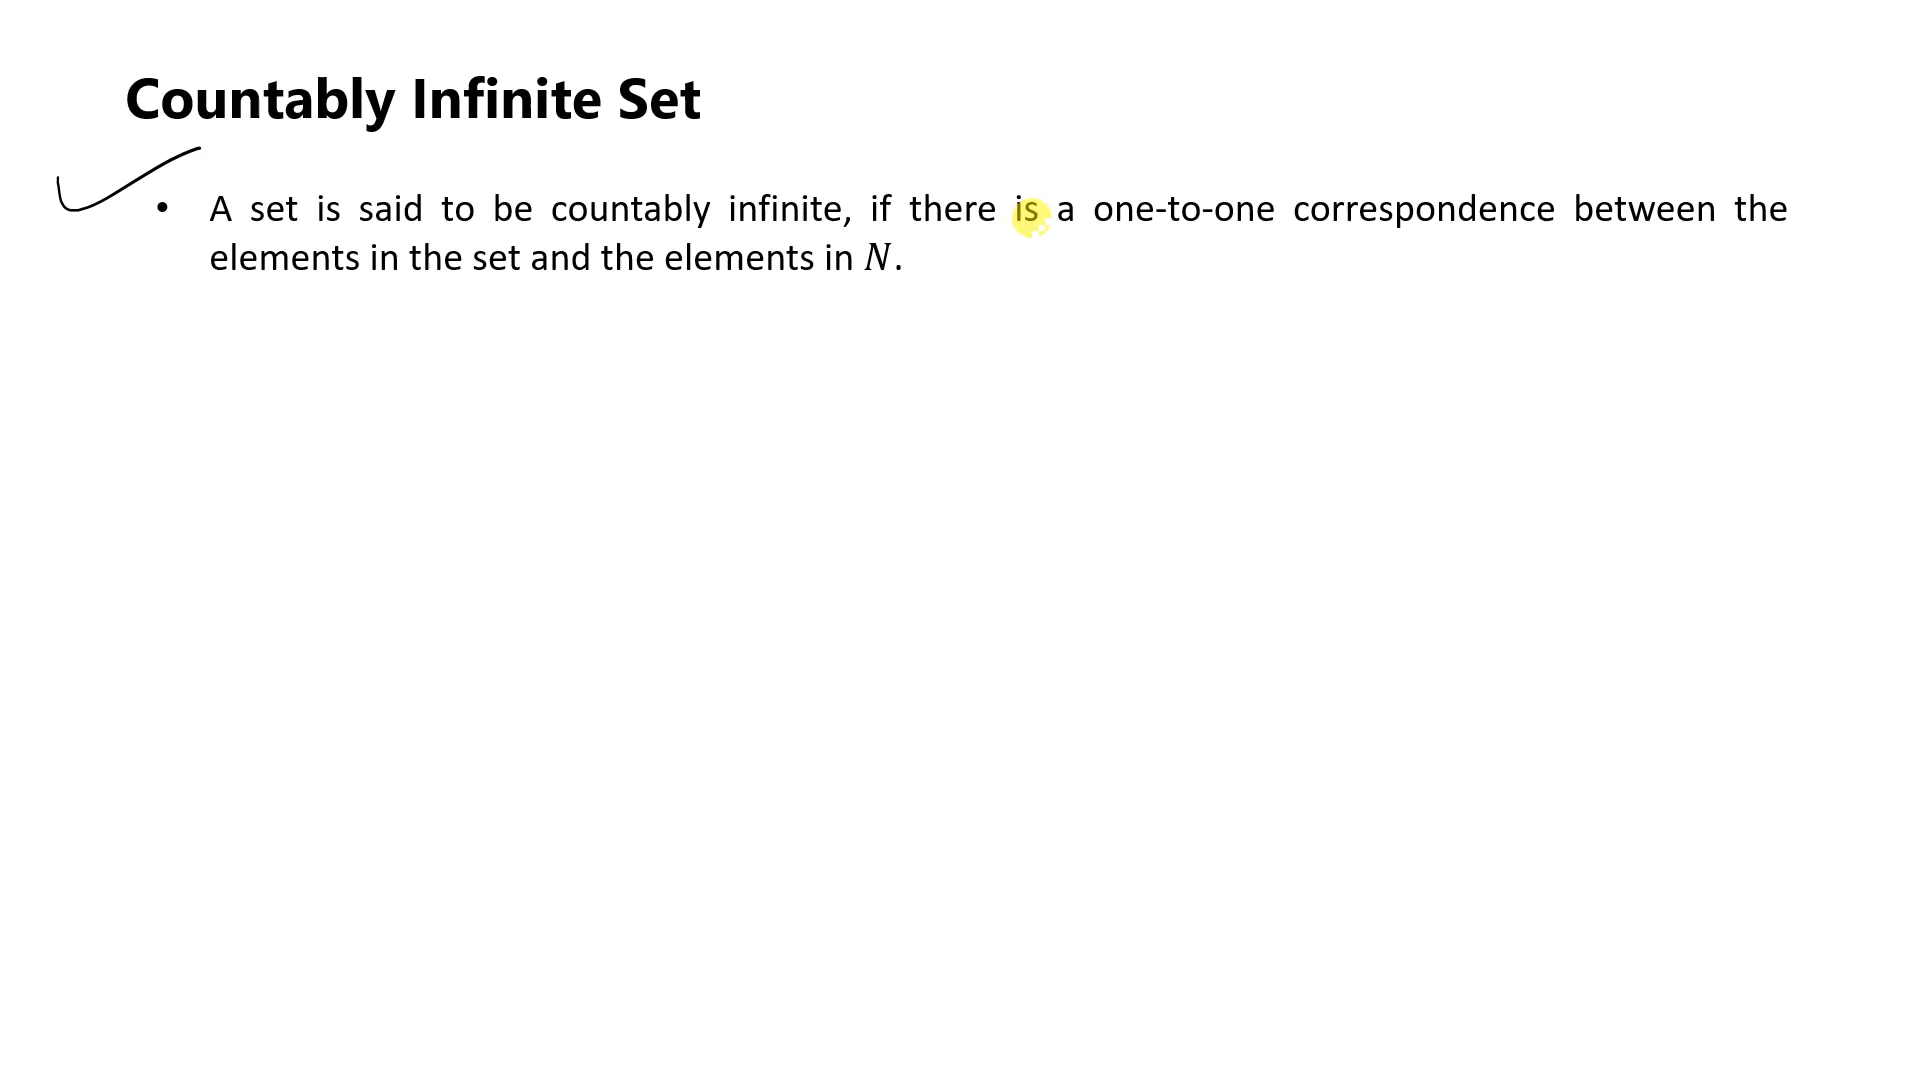 Countably Infinite Set
• A set is said to be countably infinite, if there is a one-to-one correspondence between the
elements in the set and the elements in N.